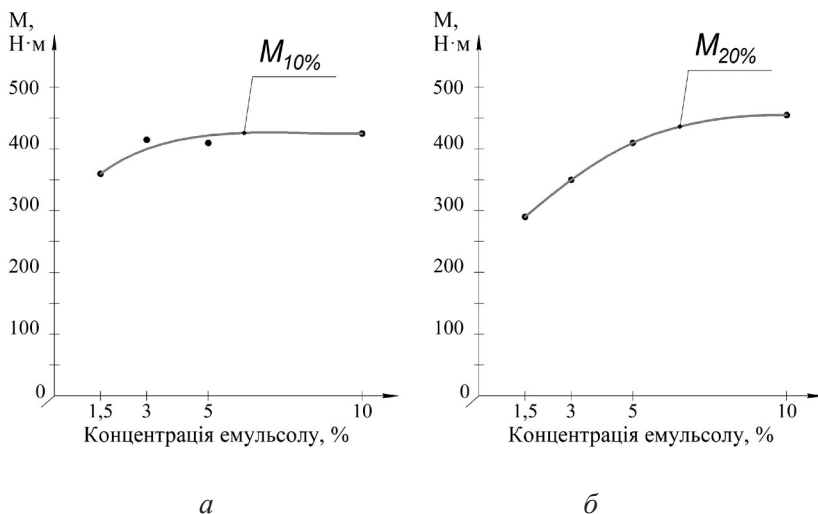 М,
Н·м
500
400
300
200
100
0
1,5 3 5 10
Концентрація емульсолу, %
M10%
а
М,
Н·м
500
400
300
200
100
0
1,5 3 5 10
Концентрація емульсолу, %
M20%
б